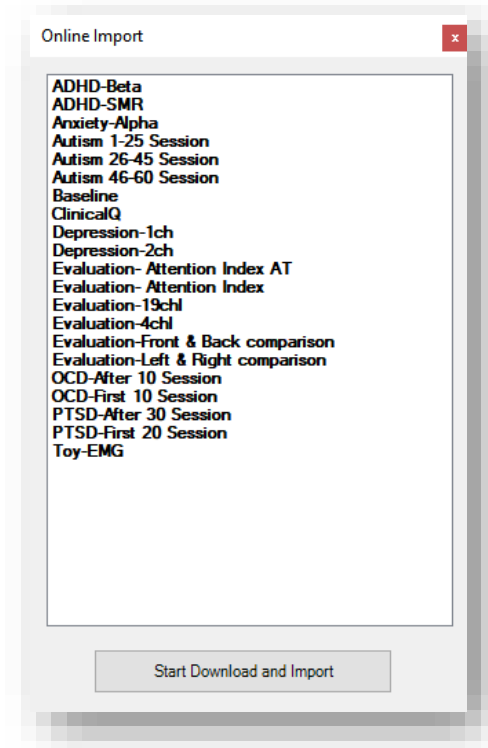 Online Import
x
ADHD-Beta
ADHD-SMR
Anxiety-Alpha
Autism 1-25 Session
Autism 26-45 Session
Autism 46-60 Session
Baseline
ClinicalQ
Depression-1ch
Depression-2ch
Evaluation- Attention Index AT
Evaluation- Attention Index
Evaluation-19chl
Evaluation-4chl
Evaluation-Front & Back comparison
Evaluation-Left & Right comparison
OCD-After 10 Session
OCD-First 10 Session
PTSD-After 30 Session
PTSD-First 20 Session
Toy-EMG
Start Download and Import